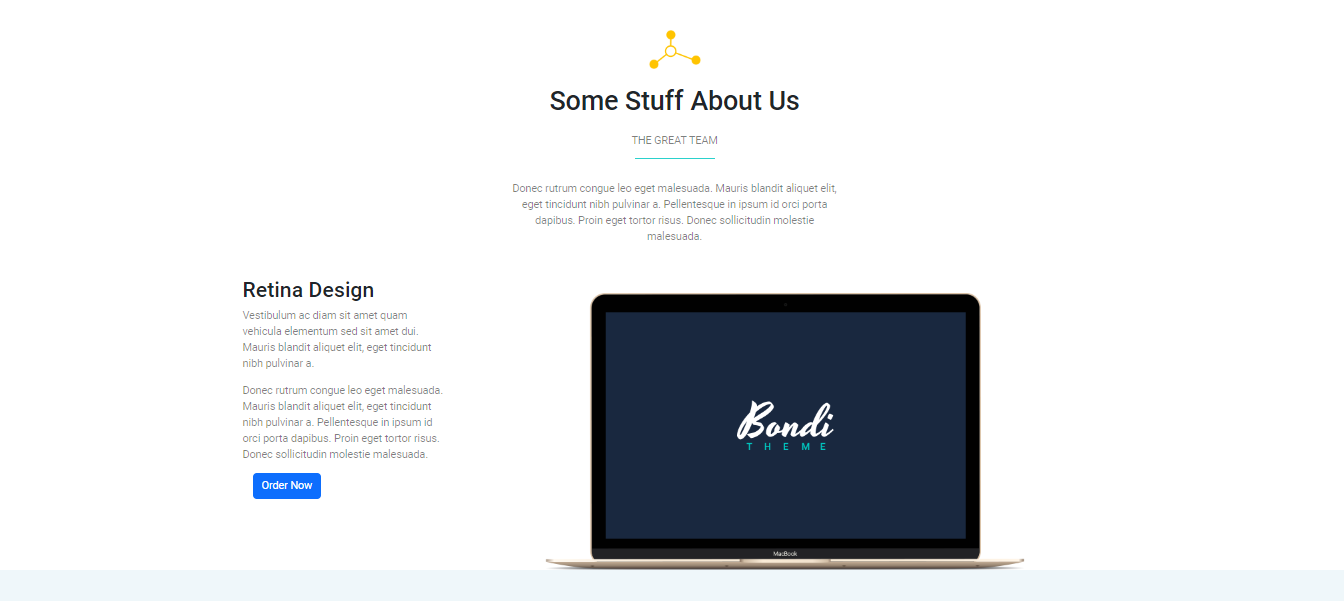 Some Stuff About Us
THE GREAT TEAM
Donec rutrum congue leo eget malesuada. Mauris blandit aliquet elit,
eget tincidunt nibh pulvinar a. Pellentesque in ipsum id orci porta
dapibus. Proin eget tortor risus. Donec sollicitudin molestie
malesuada.
Retina Design
Vestibulum ac diam sit amet quam
vehicula elementum sed sit amet dui.
Mauris blandit aliquet elit, eget tincidunt
nibh pulvinar a.
Donec rutrum congue leo eget malesuada.
Mauris blandit aliquet elit, eget tincidunt
nibh pulvinar a. Pellentesque in ipsum id
orci porta dapibus. Proin eget tortor risus.
Donec sollicitudin molestie malesuada.
Order Now
Bondi
THEME
MacBook